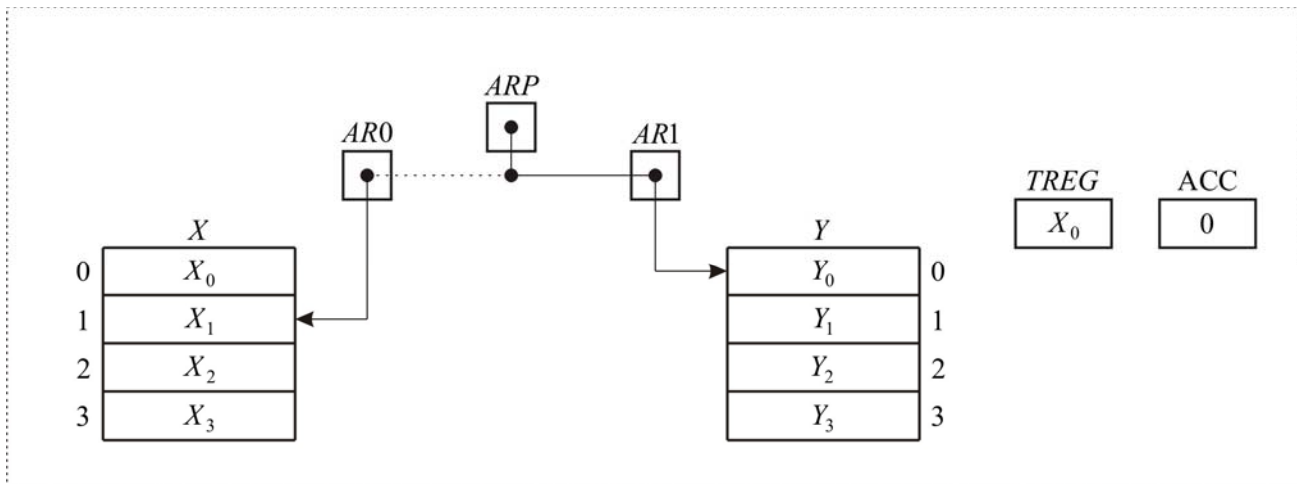 ARP
AR0
AR1
TREG
ACC
X₀
0
X
Y
0
X₀
Y₀
0
1
X₁
Y₁
1
2
X₂
Y₂
2
3
X₃
Y₃
3